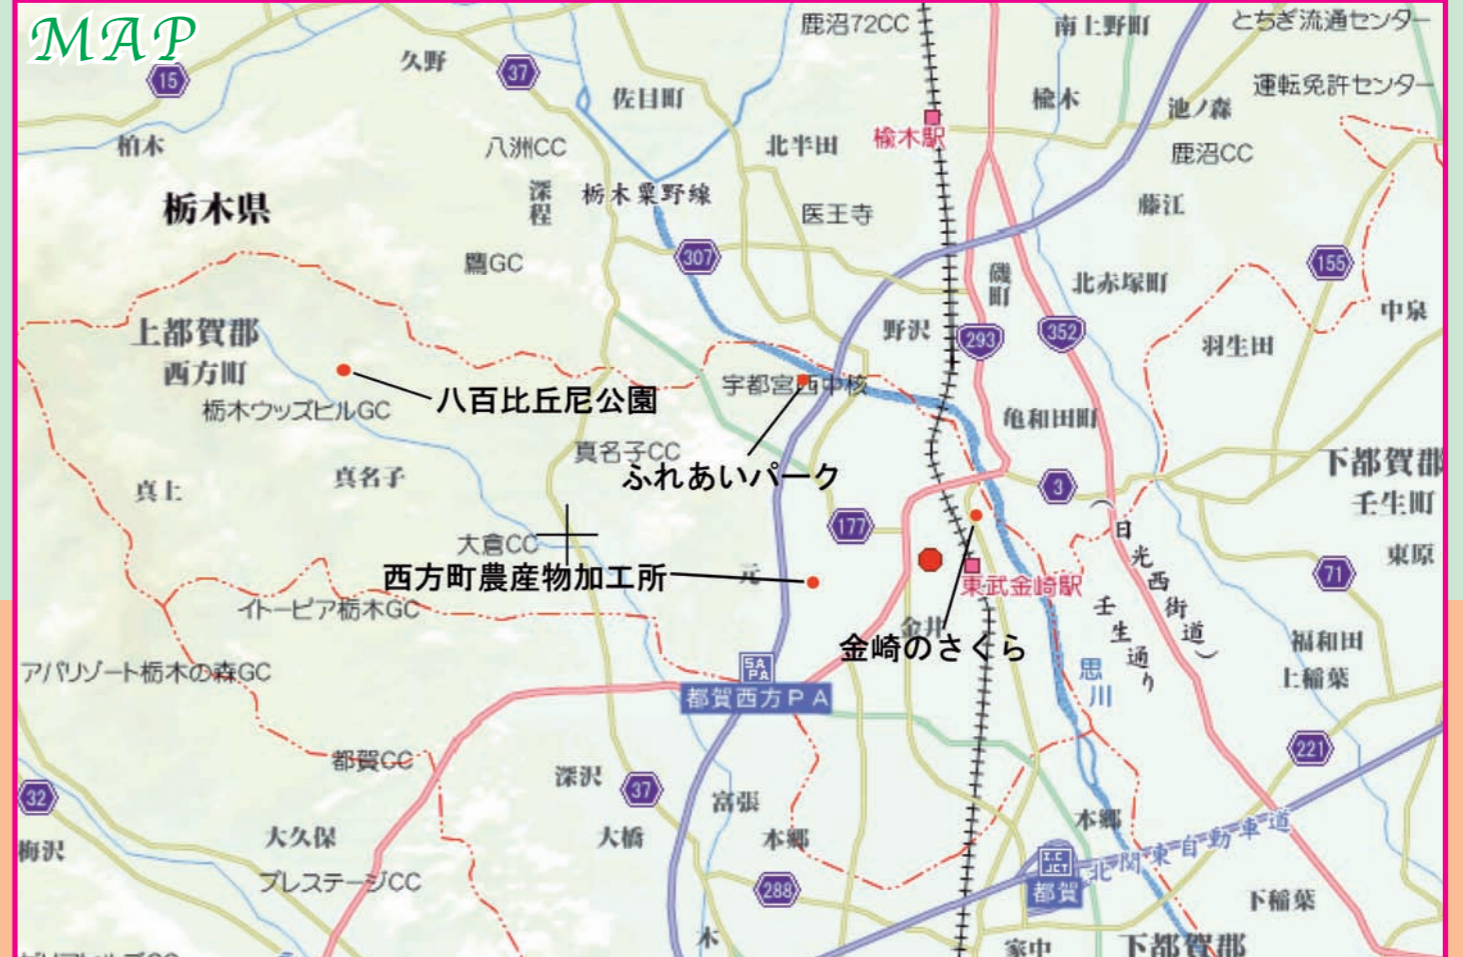 MAP
鹿沼72CC
南上野町
とちぎ流通センター
久野
37
15
佐目町
運転免許センター
楡木
池ノ森
柏木
八洲CC
北半田
楡木駅
鹿沼CC
栃木県
深程
栃木粟野線
医王寺
藤江
鷹GC
307
磯町
北赤塚町
155
上都賀郡
野沢
293
352
中泉
羽生田
西方町
宇都宮西中核
八百比丘尼公園
栃木ウッズヒルGC
亀和田町
真名子CC
下都賀郡
ふれあいパーク
真上
真名子
3
壬生町
177
(日光西街道)
大倉CC
東原
西方町農産物加工所
元
東武金崎駅
71
イトーピア栃木GC
壬生通り
金井
金崎のさくら
福和田
アパリゾート栃木の森GC
SA
PA
思川
上稲葉
都賀西方PA
都賀CC
221
深沢
37
32
富張
本郷
大久保
大橋
本郷
梅沢
北関東自動車道
I.C
JCT
プレステージCC
288
都賀
下稲葉
木
家中
下都賀郡